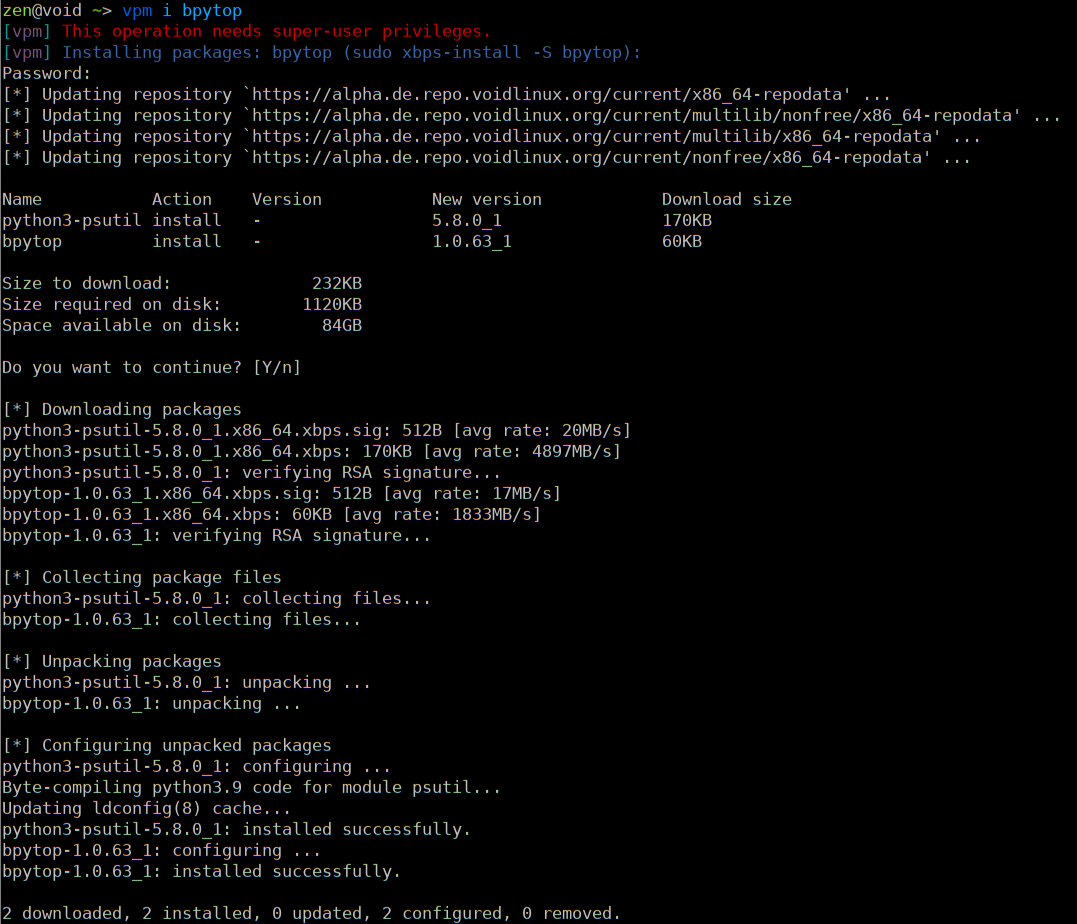 zen@void ~> vpm i bpytop
[vpm] This operation needs super-user privileges.
[vpm] Installing packages: bpytop (sudo xbps-install -S bpytop):
Password:
[*] Updating repository `https://alpha.de.repo.voidlinux.org/current/x86_64-repodata' ...
[*] Updating repository `https://alpha.de.repo.voidlinux.org/current/multilib/nonfree/x86_64-repodata' ...
[*] Updating repository `https://alpha.de.repo.voidlinux.org/current/multilib/x86_64-repodata' ...
[*] Updating repository `https://alpha.de.repo.voidlinux.org/current/nonfree/x86_64-repodata' ...
Name           Action    Version           New version            Download size
python3-psutil install   -                 5.8.0_1                170KB
bpytop         install   -                 1.0.63_1               60KB
Size to download:              232KB
Size required on disk:        1120KB
Space available on disk:        84GB
Do you want to continue? [Y/n]
[*] Downloading packages
python3-psutil-5.8.0_1.x86_64.xbps.sig: 512B [avg rate: 20MB/s]
python3-psutil-5.8.0_1.x86_64.xbps: 170KB [avg rate: 4897MB/s]
python3-psutil-5.8.0_1: verifying RSA signature...
bpytop-1.0.63_1.x86_64.xbps.sig: 512B [avg rate: 17MB/s]
bpytop-1.0.63_1.x86_64.xbps: 60KB [avg rate: 1833MB/s]
bpytop-1.0.63_1: verifying RSA signature...
[*] Collecting package files
python3-psutil-5.8.0_1: collecting files...
bpytop-1.0.63_1: collecting files...
[*] Unpacking packages
python3-psutil-5.8.0_1: unpacking ...
bpytop-1.0.63_1: unpacking ...
[*] Configuring unpacked packages
python3-psutil-5.8.0_1: configuring ...
Byte-compiling python3.9 code for module psutil...
Updating ldconfig(8) cache...
python3-psutil-5.8.0_1: installed successfully.
bpytop-1.0.63_1: configuring ...
bpytop-1.0.63_1: installed successfully.
2 downloaded, 2 installed, 0 updated, 2 configured, 0 removed.